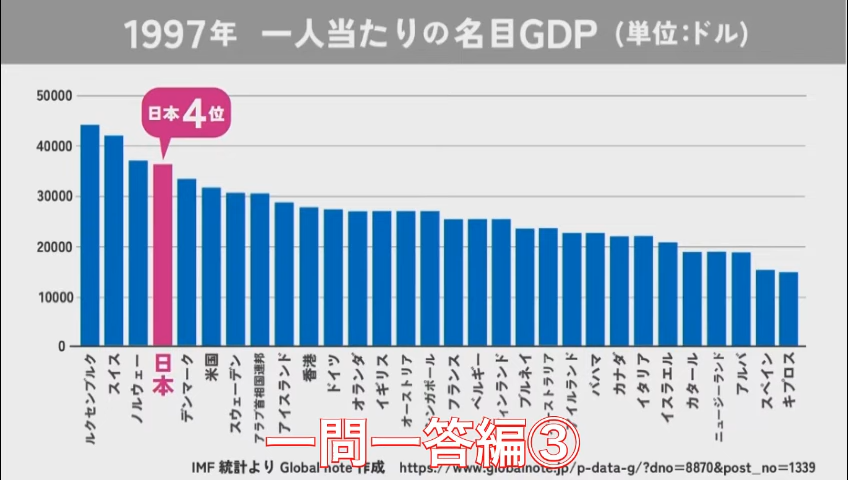 1997年 一人当たりの名目GDP (単位:ドル)
50000
日本4位
40000
30000
20000
10000
0
ルクセンブルク
スイス
ノルウェー
日本
デンマーク
米国
スウェーデン
アラブ首相国連邦
アイスランド
香港
ドイツ
オランダ
イギリス
オーストリア
ンガポール
フランス
ベルギー
ィンランド
ブルネイ
ーストラリア
イルランド
バハマ
カナダ
イタリア
イスラエル
カタール
ニュージーランド
アルバ
スペイン
キプロス
一問一答編③
IMF 統計より Global note 作成 https://www.globalnote.jp/p-data-g/?dno=8870&post_no=1339